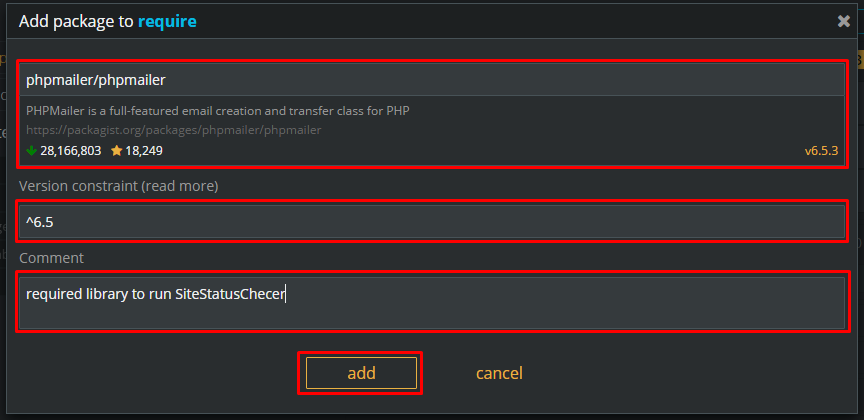 Add package to require
phpmailer/phpmailer
PHPMailer is a full-featured email creation and transfer class for PHP
https://packagist.org/packages/phpmailer/phpmailer
28,166,803 18,249 v6.5.3
Version constraint (read more)
^6.5
Comment
required library to run SiteStatusChecer
add cancel